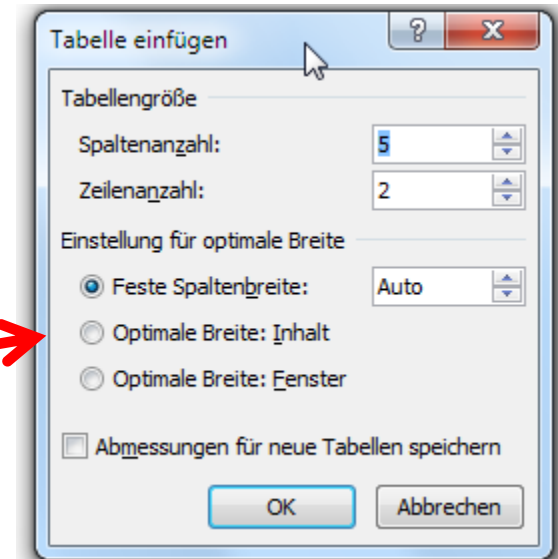 Tabelle einfügen
Tabellengröße
Spaltenanzahl: 5
Zeilenanzahl: 2
Einstellung für optimale Breite
Feste Spaltenbreite: Auto
Optimale Breite: Inhalt
Optimale Breite: Fenster
Abmessungen für neue Tabellen speichern
OK Abbrechen